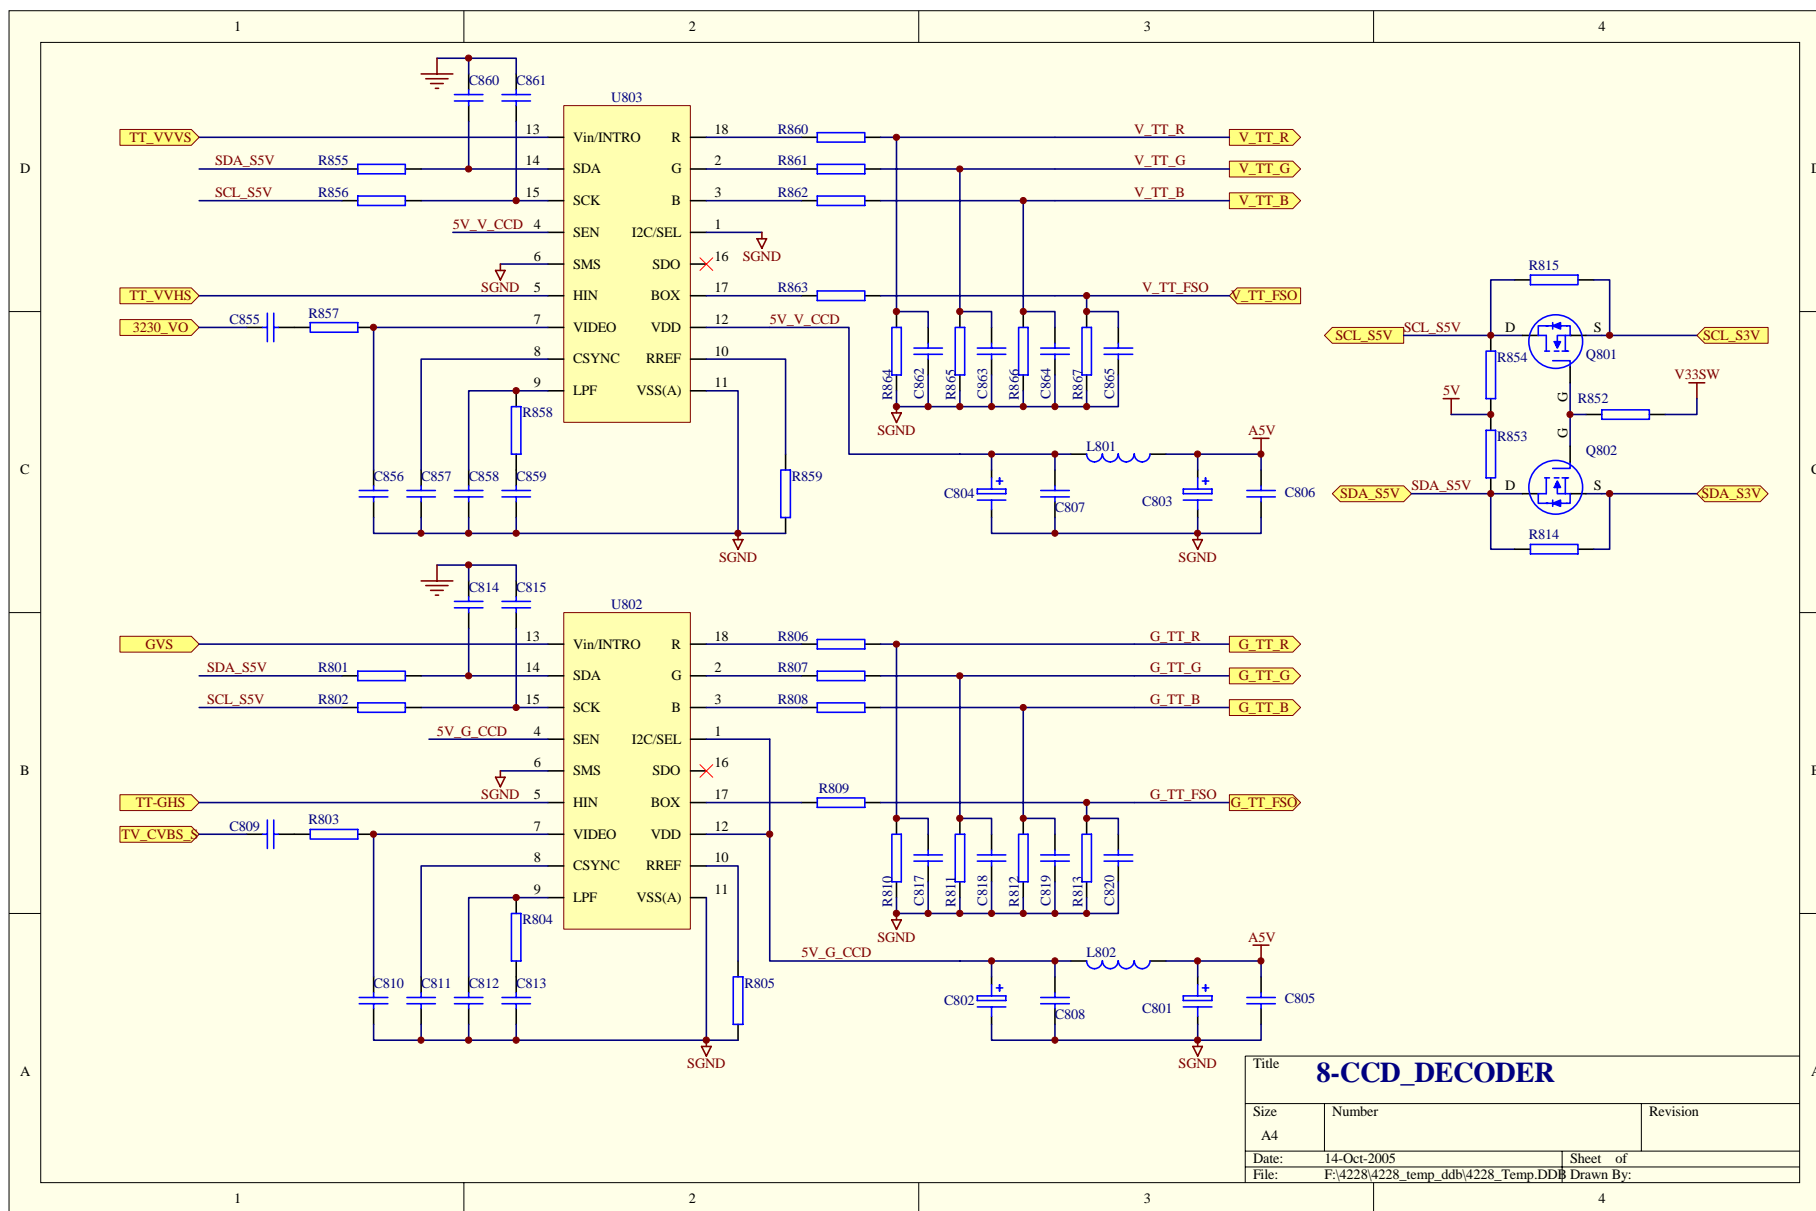 1 2 3 4
D
C
B
A
C860 C861
U803
TT_VVVS 13 Vin/INTRO R 18 R860 V_TT_R V_TT_R
SDA_S5V R855 14 SDA G 2 R861 V_TT_G V_TT_G
SCL_S5V R856 15 SCK B 3 R862 V_TT_B V_TT_B
5V_V_CCD 4 SEN I2C/SEL 1 SGND
SGND 6 SMS SDO 16
TT_VVHS 5 HIN BOX 17 R863 V_TT_FSO V_TT_FSO
3230_VO C855 R857 7 VIDEO VDD 12 5V_V_CCD
8 CSYNC RREF 10
9 LPF VSS(A) 11
R858
R864 C862 R865 C863 R866 C864 R867 C865
SGND
C856 C857 C858 C859 R859
SGND
L801 A5V
C804 + C807 C803 + C806
SGND
R815
SCL_S5V SCL_S5V D S SCL_S3V
Q801
R854
5V G R852 V33SW
R853 G Q802
SDA_S5V SDA_S5V D S SDA_S3V
R814
C814 C815
U802
GVS 13 Vin/INTRO R 18 R806 G_TT_R G_TT_R
SDA_S5V R801 14 SDA G 2 R807 G_TT_G G_TT_G
SCL_S5V R802 15 SCK B 3 R808 G_TT_B G_TT_B
5V_G_CCD 4 SEN I2C/SEL 1
SGND 6 SMS SDO 16
TT-GHS 5 HIN BOX 17 R809 G_TT_FSO G_TT_FSO
TV_CVBS_S C809 R803 7 VIDEO VDD 12
8 CSYNC RREF 10
9 LPF VSS(A) 11
R804
R810 C817 R811 C818 R812 C819 R813 C820
SGND
C810 C811 C812 C813 R805
SGND
5V_G_CCD L802 A5V
C802 + C808 C801 + C805
SGND
Title 8-CCD_DECODER
Size Number Revision
A4
Date: 14-Oct-2005 Sheet of
File: F:\4228\4228_temp_ddb\4228_Temp.DDB Drawn By:
1 2 3 4